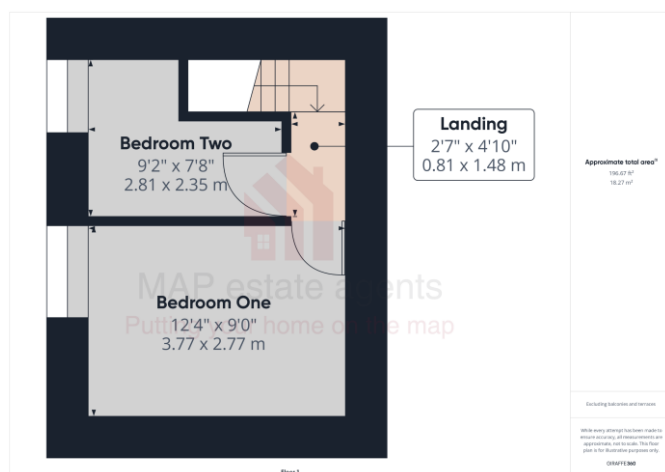 Landing
2'7" x 4'10"
0.81 x 1.48 m
Bedroom Two
9'2" x 7'8"
2.81 x 2.35 m
Approximate total area⁽¹⁾
196.67 ft²
18.27 m²
MAP estate agents
Putting your home on the map
Bedroom One
12'4" x 9'0"
3.77 x 2.77 m
Excluding balconies and terraces
While every attempt has been made to
ensure accuracy, all measurements are
approximate, not to scale. This floor
plan is for illustrative purposes only.
GIRAFFE360
Floor 1